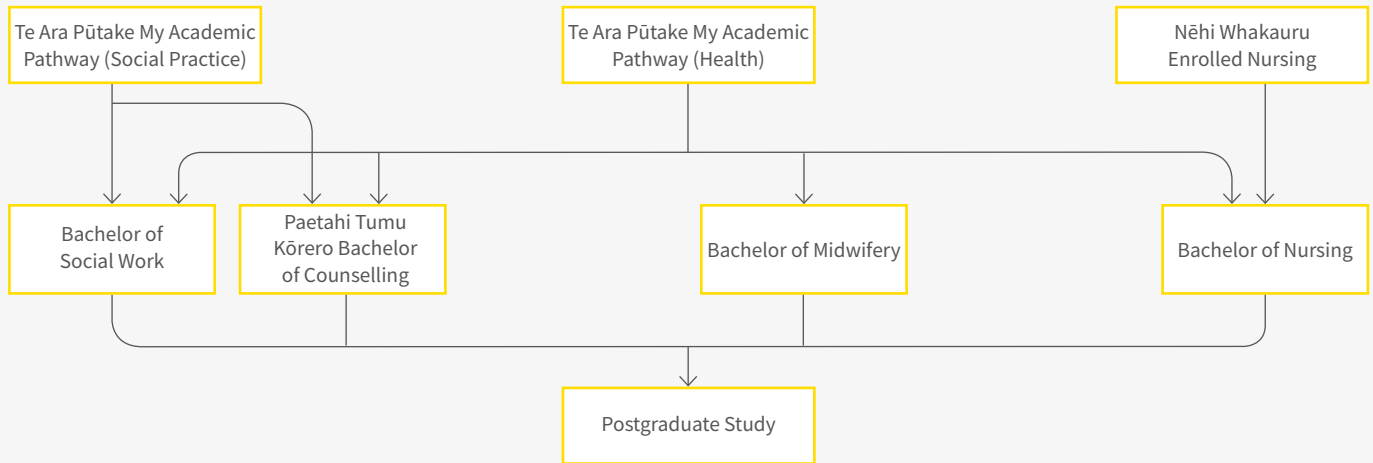 Te Ara Pūtake My Academic
Pathway (Social Practice)
Te Ara Pūtake My Academic
Pathway (Health)
Nēhi Whakauru
Enrolled Nursing
Bachelor of
Social Work
Paetahi Tumu
Kōrero Bachelor
of Counselling
Bachelor of Midwifery
Bachelor of Nursing
Postgraduate Study